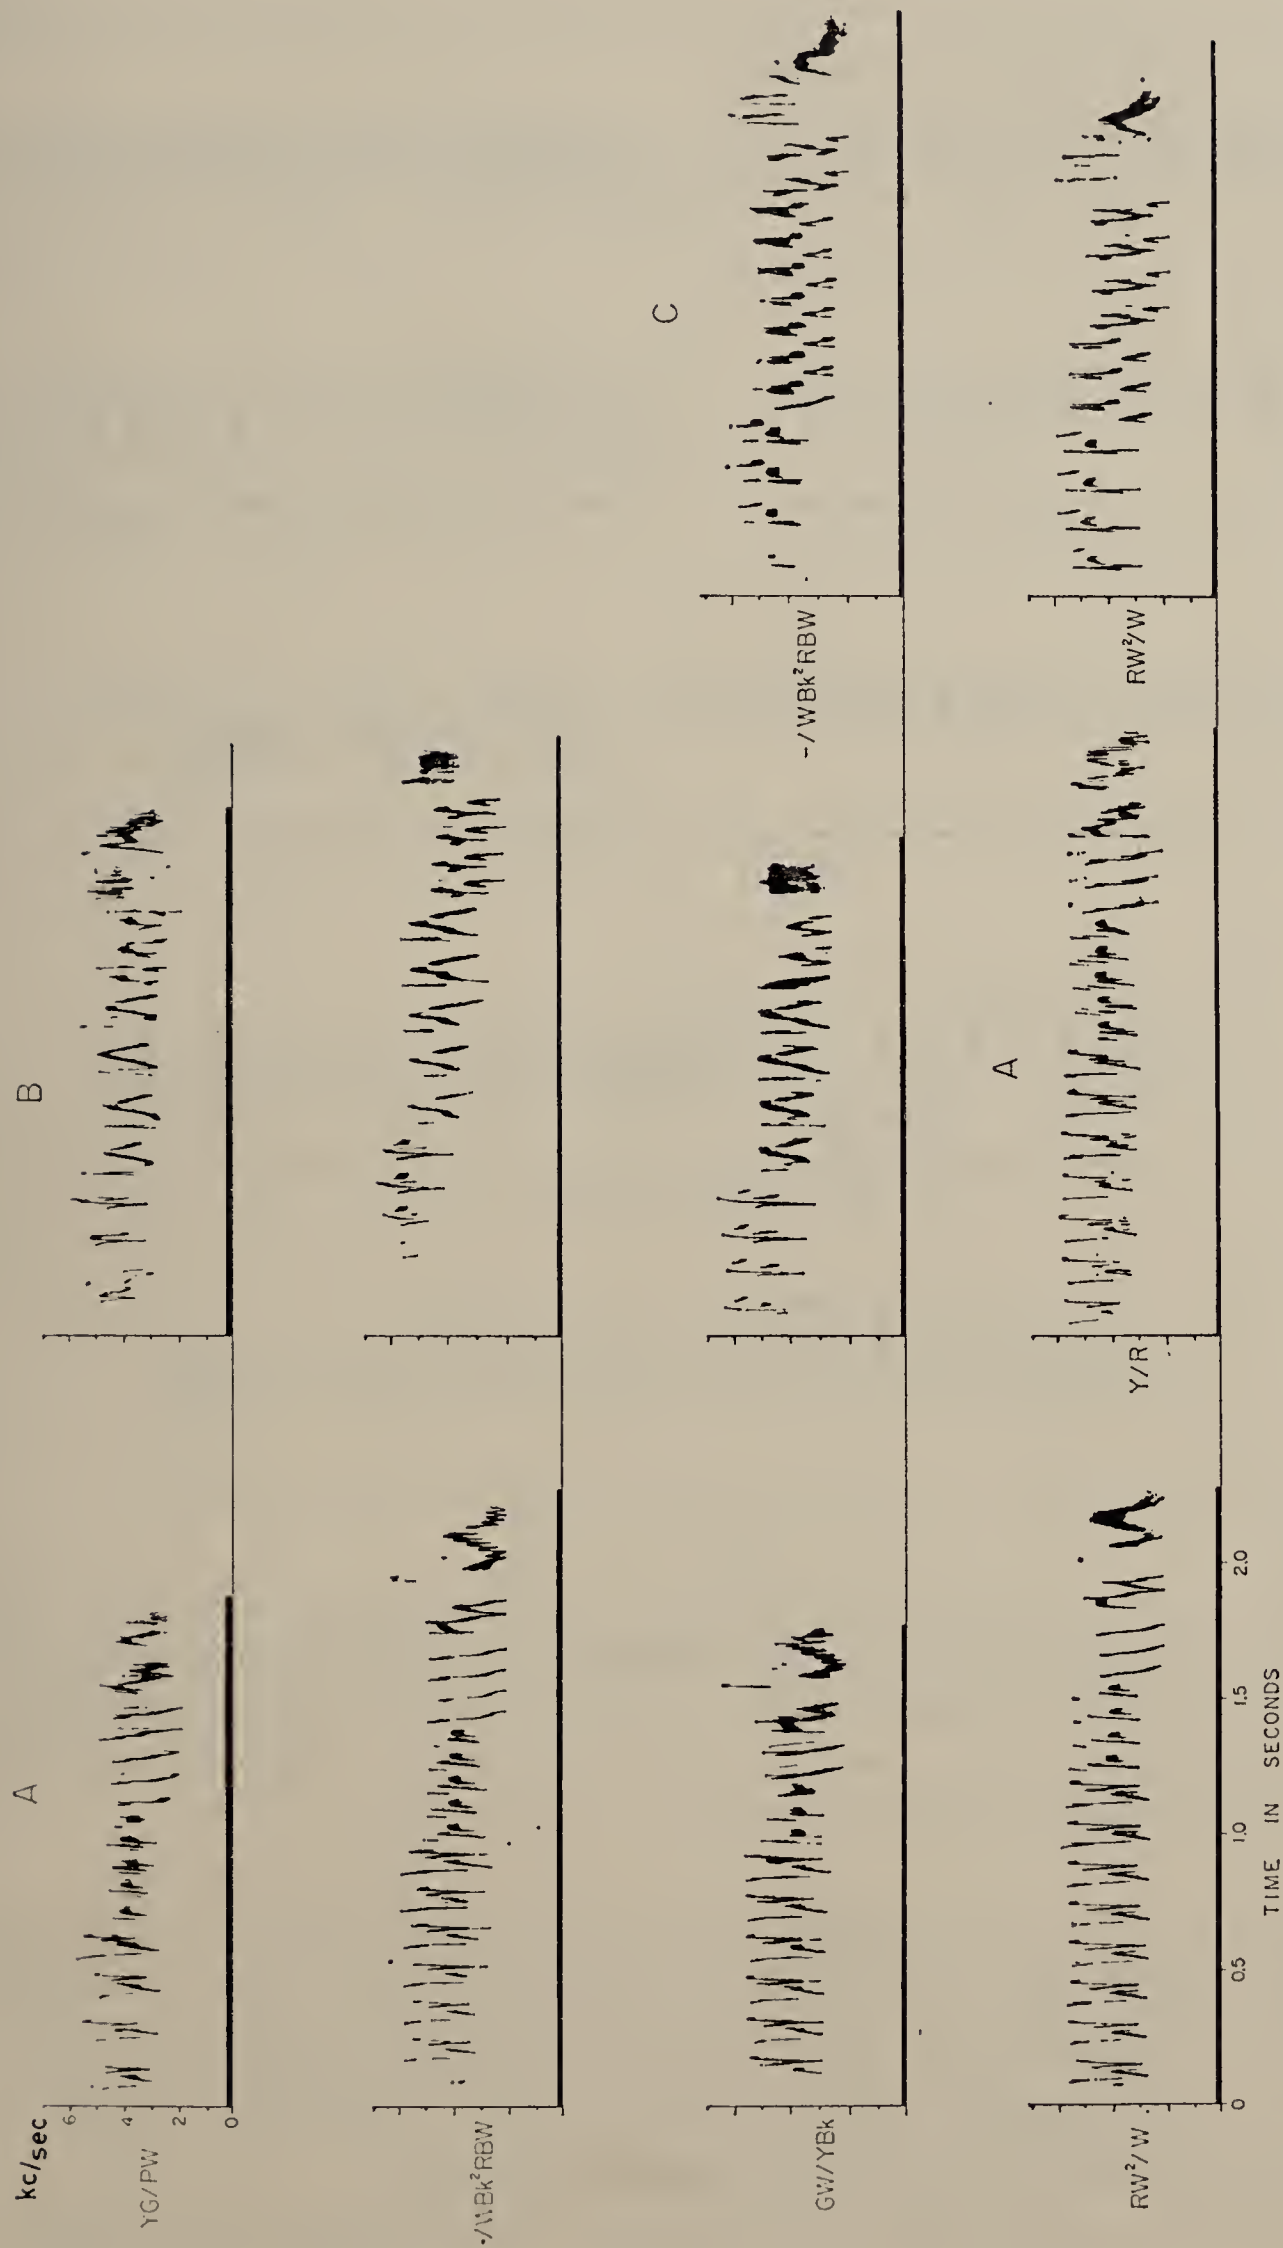 A
B
kc/sec
6
4
2
0
YG/PW
-/WBk²RBW
C
GW/YBk
-/WBk²RBW
A
RW²/W
Y/R
RW²/W
0
0.5
1.0
1.5
2.0
TIME IN SECONDS